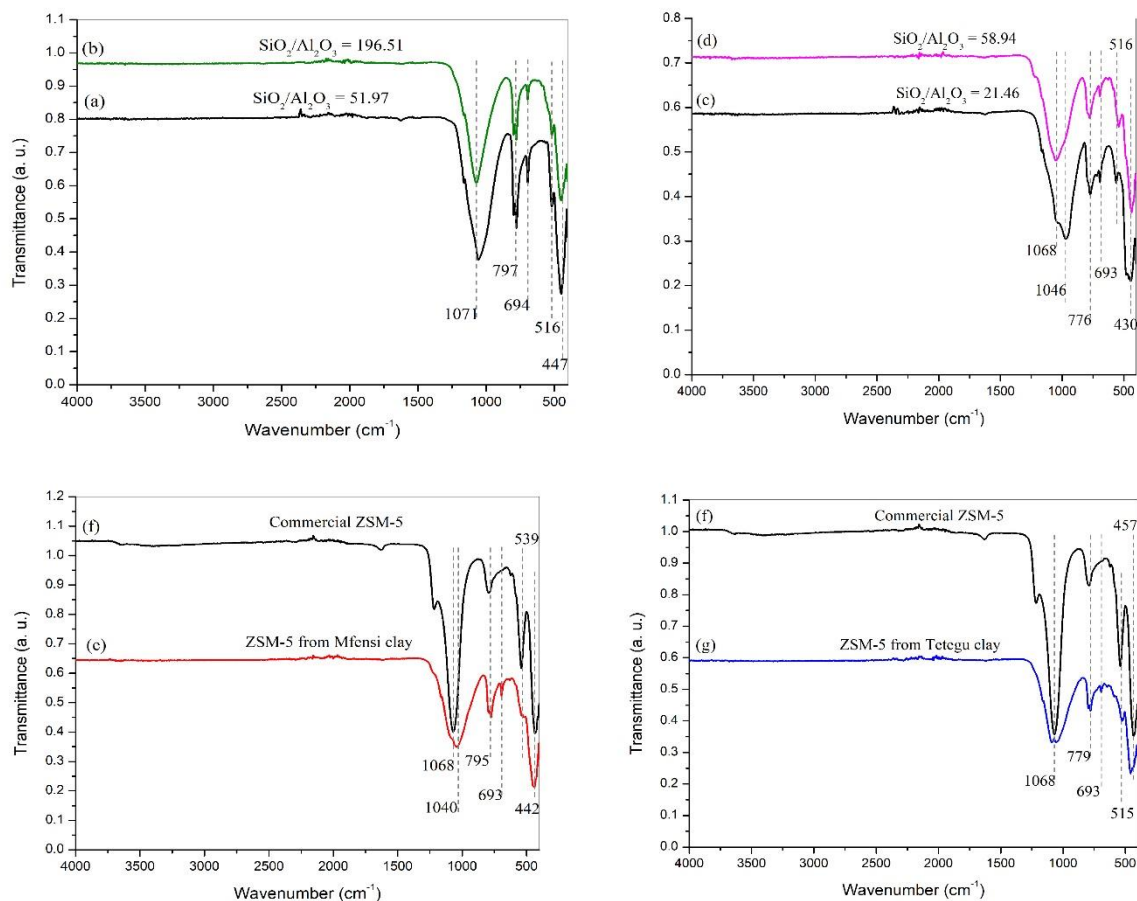 (b)
SiO2/Al2O3 = 196.51
(a)
SiO2/Al2O3 = 51.97
1071
797
694
516
447
1.1
1.0
0.9
0.8
0.7
0.6
0.5
0.4
0.3
0.2
0.1
0.0
Transmittance (a. u.)
4000 3500 3000 2500 2000 1500 1000 500
Wavenumber (cm-1)
(d)
SiO2/Al2O3 = 58.94
516
(c)
SiO2/Al2O3 = 21.46
1068
1046
776
693
430
0.8
0.7
0.6
0.5
0.4
0.3
0.2
0.1
0.0
Transmittance (a. u.)
4000 3500 3000 2500 2000 1500 1000 500
Wavenumber (cm-1)
(f)
Commercial ZSM-5
539
(e)
ZSM-5 from Mfensi clay
1068
1040
795
693
442
1.2
1.1
1.0
0.9
0.8
0.7
0.6
0.5
0.4
0.3
0.2
0.1
0.0
Transmittance (a. u.)
4000 3500 3000 2500 2000 1500 1000 500
Wavenumber (cm-1)
(f)
Commercial ZSM-5
457
(g)
ZSM-5 from Tetegu clay
1068
779
693
515
1.1
1.0
0.9
0.8
0.7
0.6
0.5
0.4
0.3
0.2
0.1
0.0
Transmittance (a. u.)
4000 3500 3000 2500 2000 1500 1000 500
Wavenumber (cm-1)